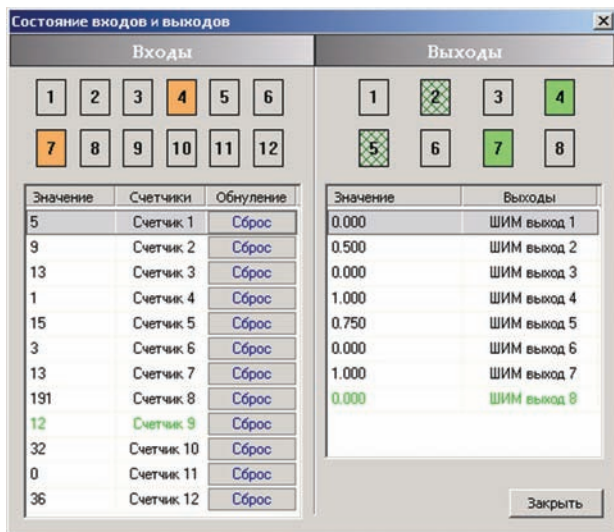 Состояние входов и выходов
Входы
1 2 3 4 5 6
7 8 9 10 11 12
Значение Счетчики Обнуление
5 Счетчик 1 Сброс
9 Счетчик 2 Сброс
13 Счетчик 3 Сброс
1 Счетчик 4 Сброс
15 Счетчик 5 Сброс
3 Счетчик 6 Сброс
13 Счетчик 7 Сброс
191 Счетчик 8 Сброс
12 Счетчик 9 Сброс
32 Счетчик 10 Сброс
0 Счетчик 11 Сброс
36 Счетчик 12 Сброс
Выходы
1 2 3 4
5 6 7 8
Значение Выходы
0.000 ШИМ выход 1
0.500 ШИМ выход 2
0.000 ШИМ выход 3
1.000 ШИМ выход 4
0.750 ШИМ выход 5
0.000 ШИМ выход 6
1.000 ШИМ выход 7
0.000 ШИМ выход 8
Закрыть